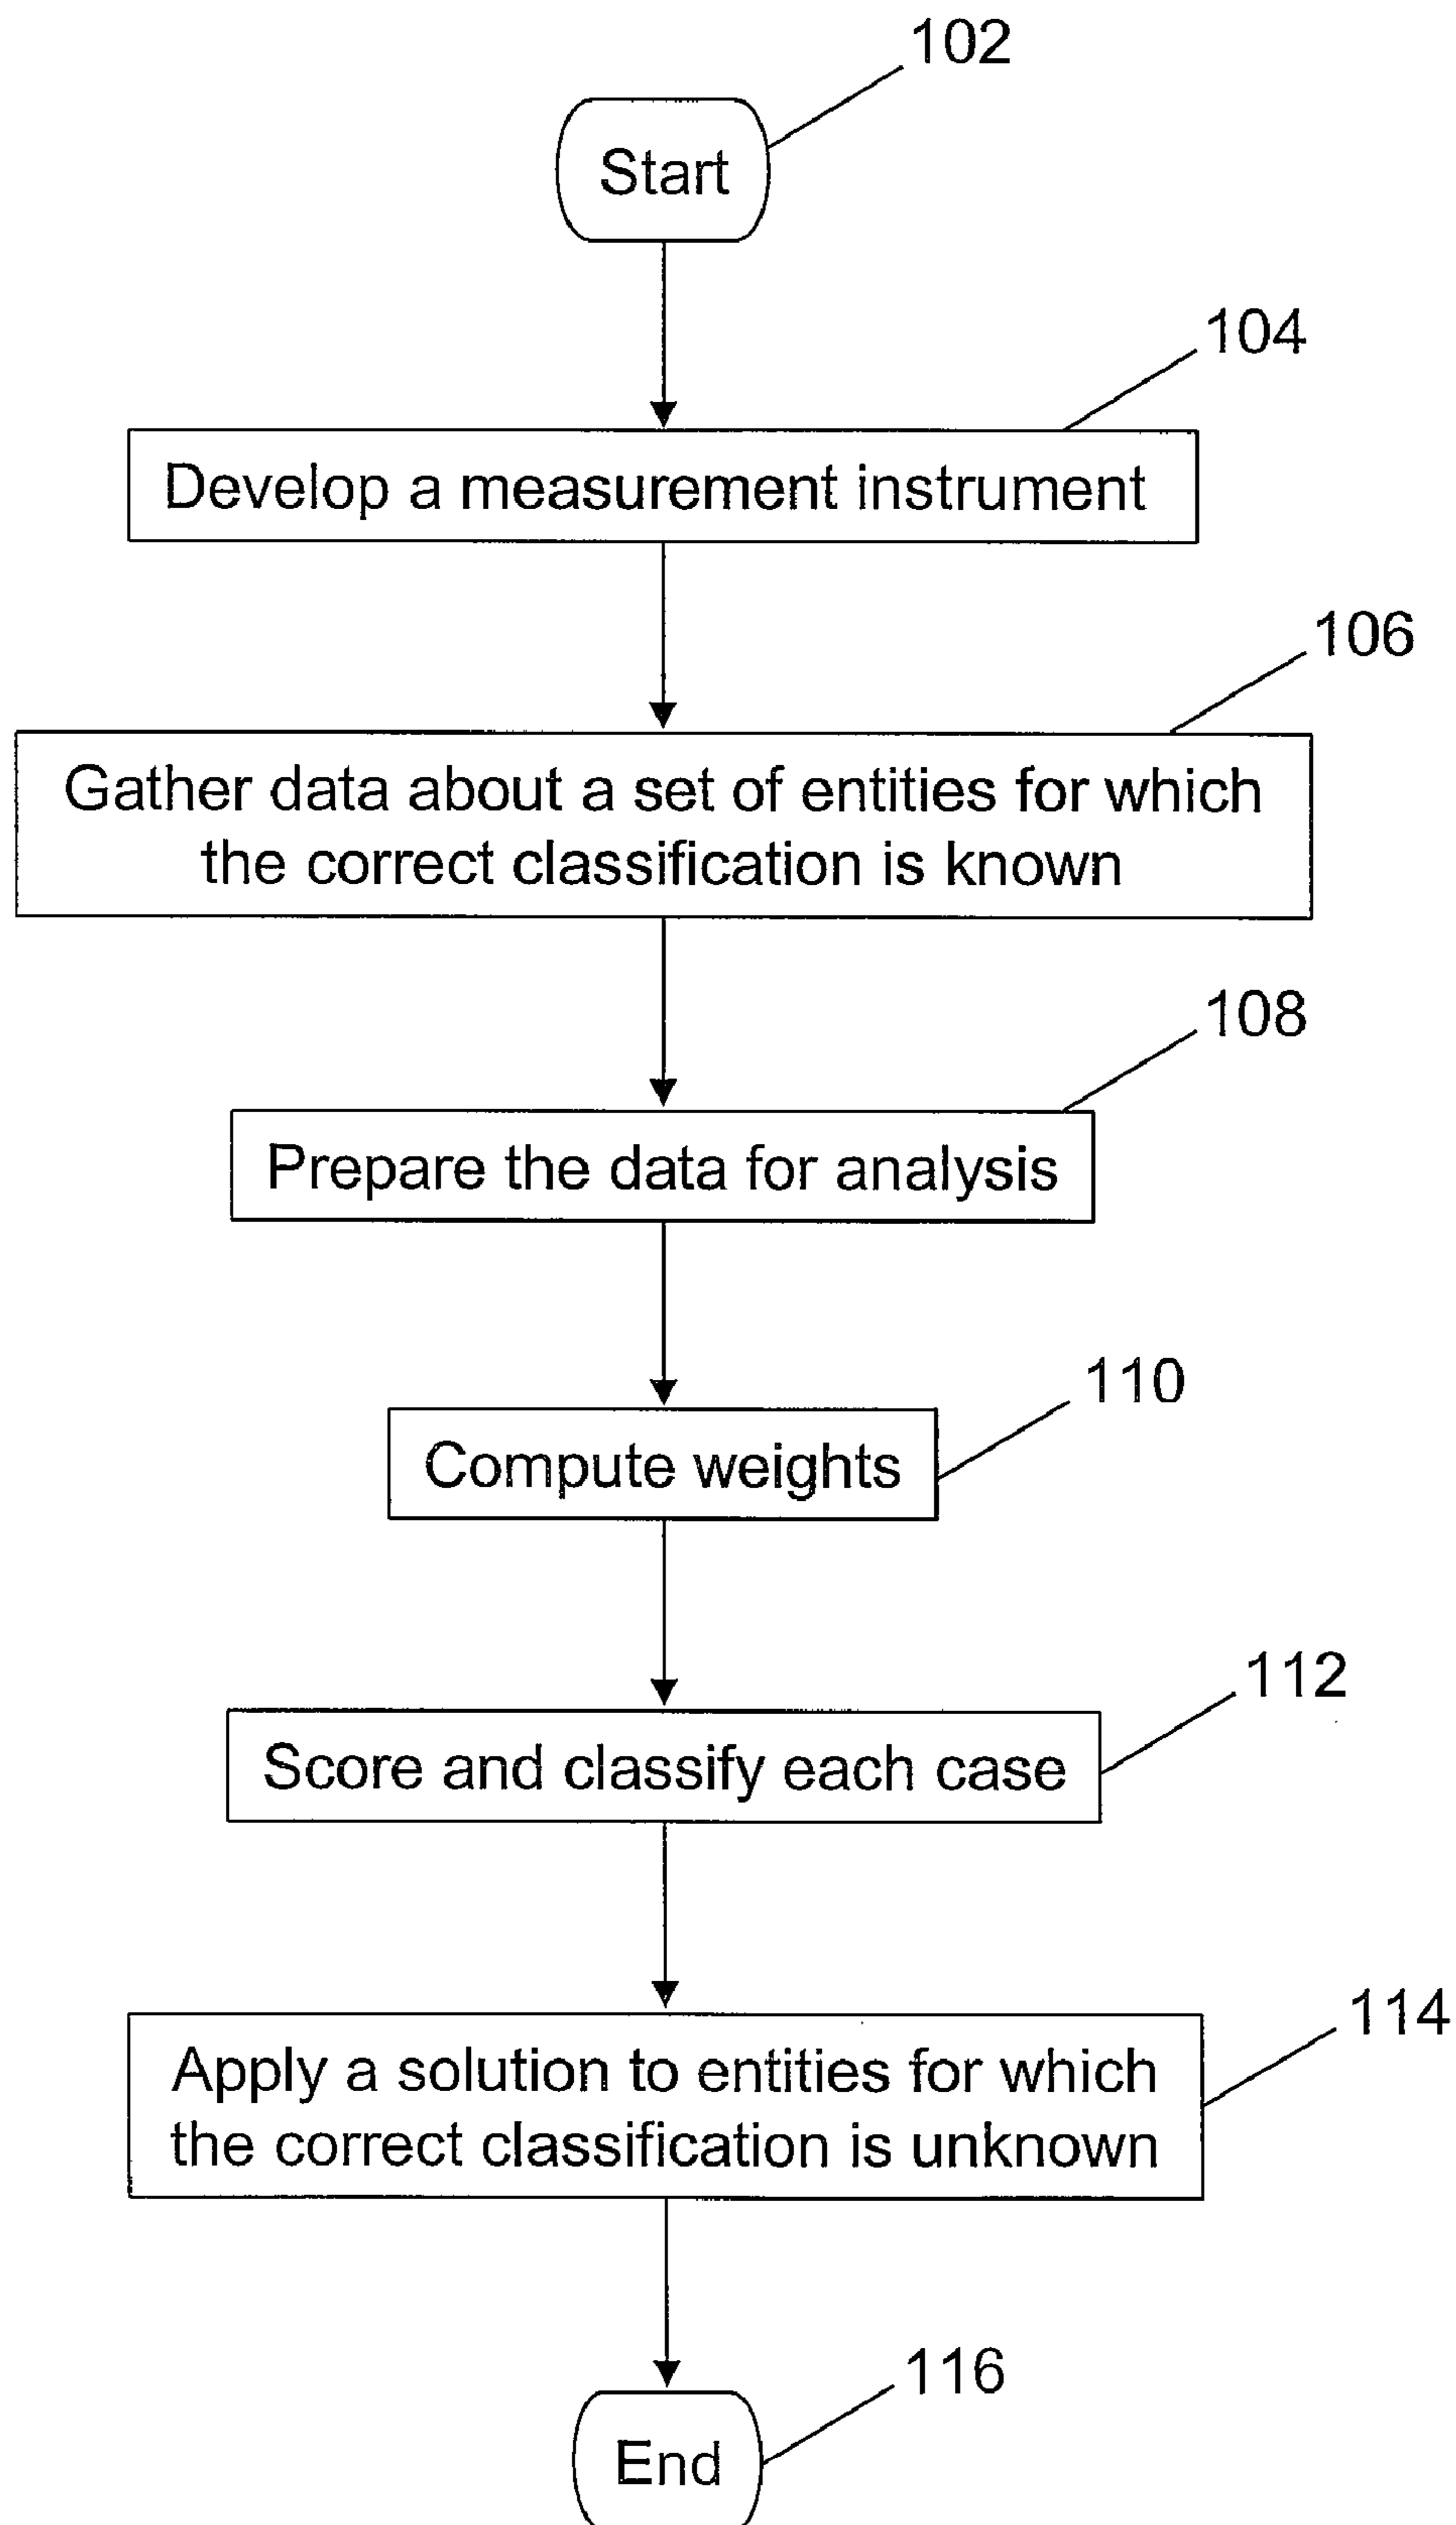 102
Start
104
Develop a measurement instrument
106
Gather data about a set of entities for which
the correct classification is known
108
Prepare the data for analysis
110
Compute weights
112
Score and classify each case
114
Apply a solution to entities for which
the correct classification is unknown
116
End